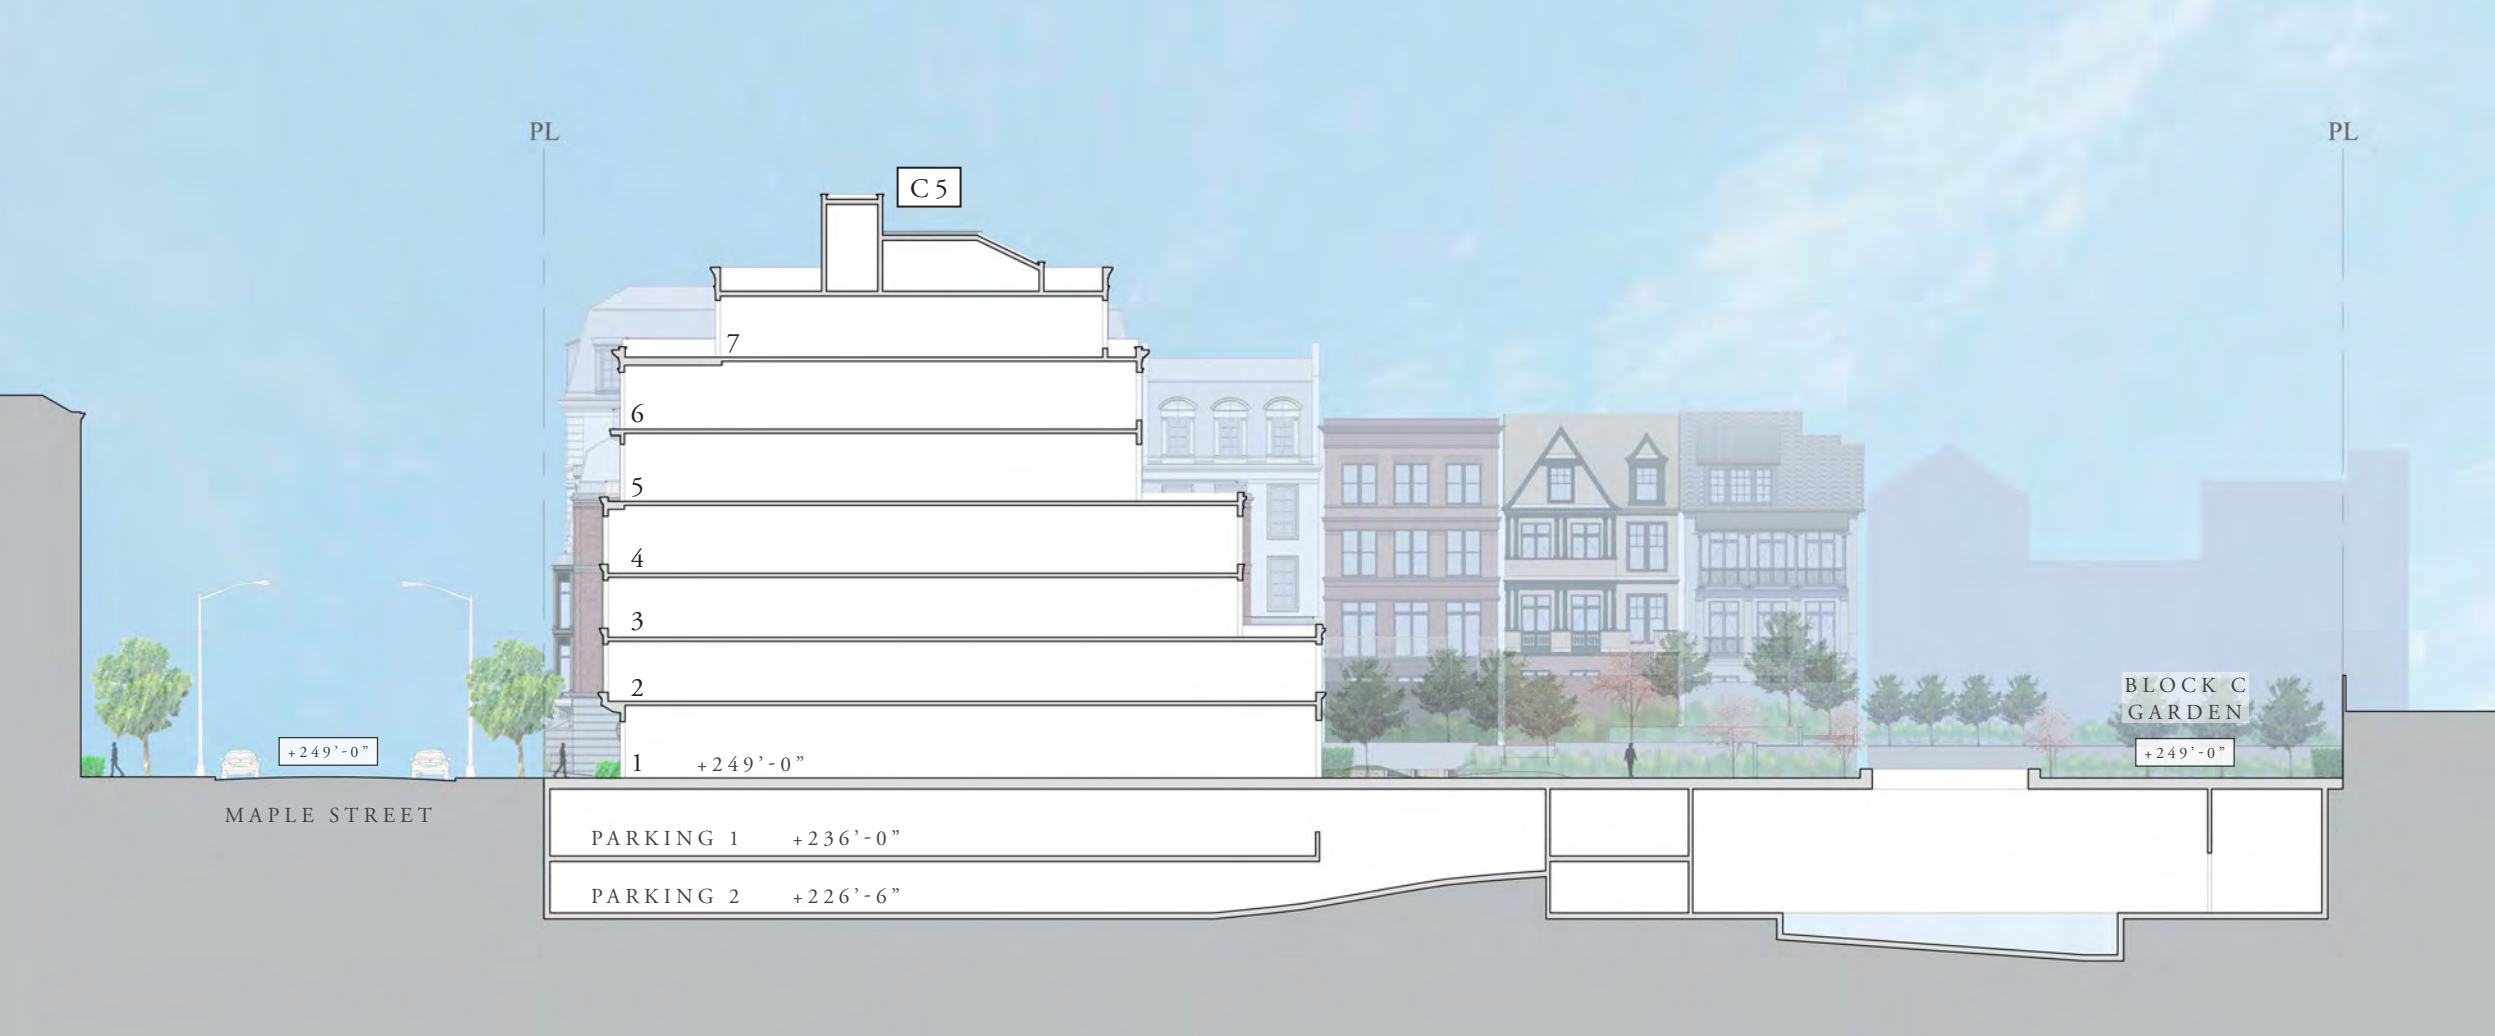 PL
PL
C5
7
6
5
4
3
2
1 +249’-0”
BLOCK C
GARDEN
+249’-0”
+249’-0”
MAPLE STREET
PARKING 1 +236’-0”
PARKING 2 +226’-6”